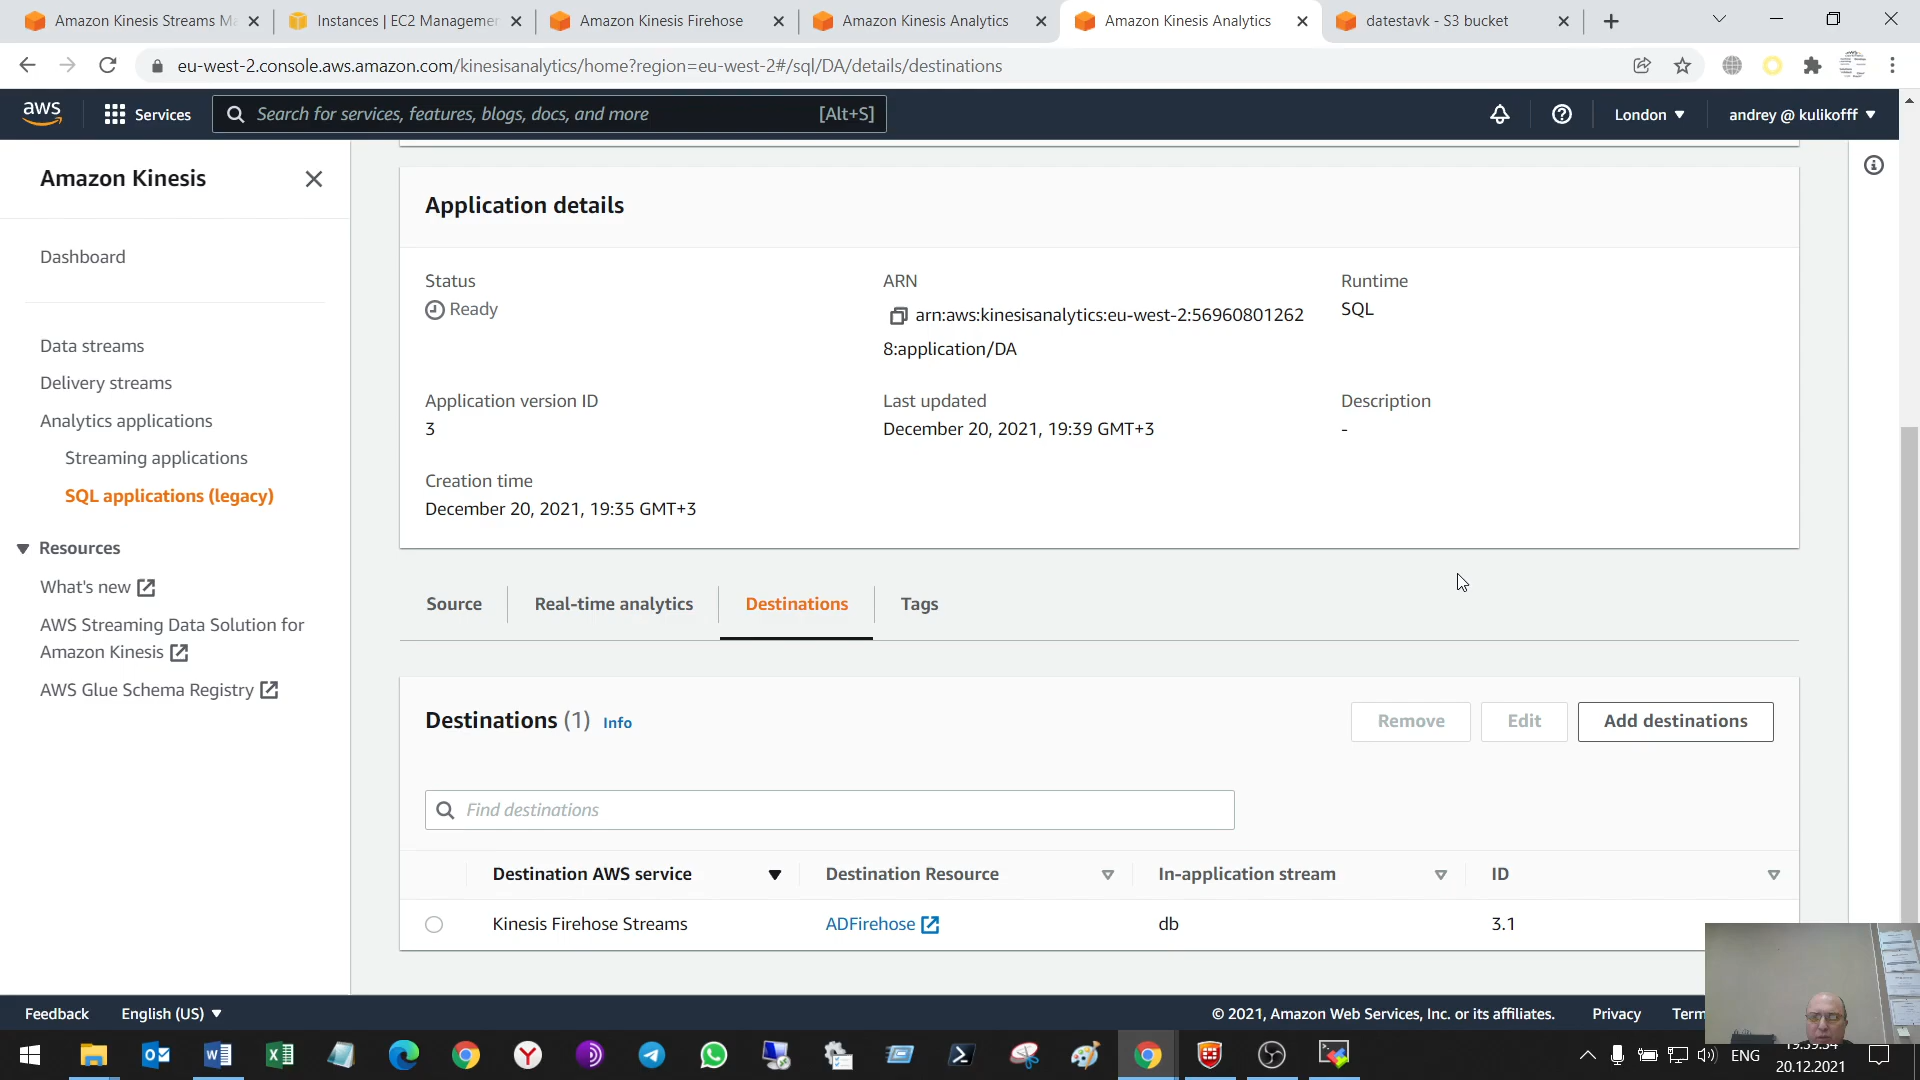 Amazon Kinesis Streams Ma
Instances | EC2 Managemen
Amazon Kinesis Firehose
Amazon Kinesis Analytics
Amazon Kinesis Analytics
datestavk - S3 bucket
eu-west-2.console.aws.amazon.com/kinesisanalytics/home?region=eu-west-2#/sql/DA/details/destinations
aws
Services
Search for services, features, blogs, docs, and more
[Alt+S]
London
andrey @ kulikofff
Amazon Kinesis
Dashboard
Data streams
Delivery streams
Analytics applications
Streaming applications
SQL applications (legacy)
Resources
What's new
AWS Streaming Data Solution for
Amazon Kinesis
AWS Glue Schema Registry
Application details
Status
Ready
ARN
arn:aws:kinesisanalytics:eu-west-2:56960801262
8:application/DA
Runtime
SQL
Application version ID
3
Last updated
December 20, 2021, 19:39 GMT+3
Description
-
Creation time
December 20, 2021, 19:35 GMT+3
Source
Real-time analytics
Destinations
Tags
Destinations (1) Info
Remove
Edit
Add destinations
Find destinations
Destination AWS service
Destination Resource
In-application stream
ID
Kinesis Firehose Streams
ADFirehose
db
3.1
Feedback
English (US)
© 2021, Amazon Web Services, Inc. or its affiliates.
Privacy
Term
ENG
20.12.2021